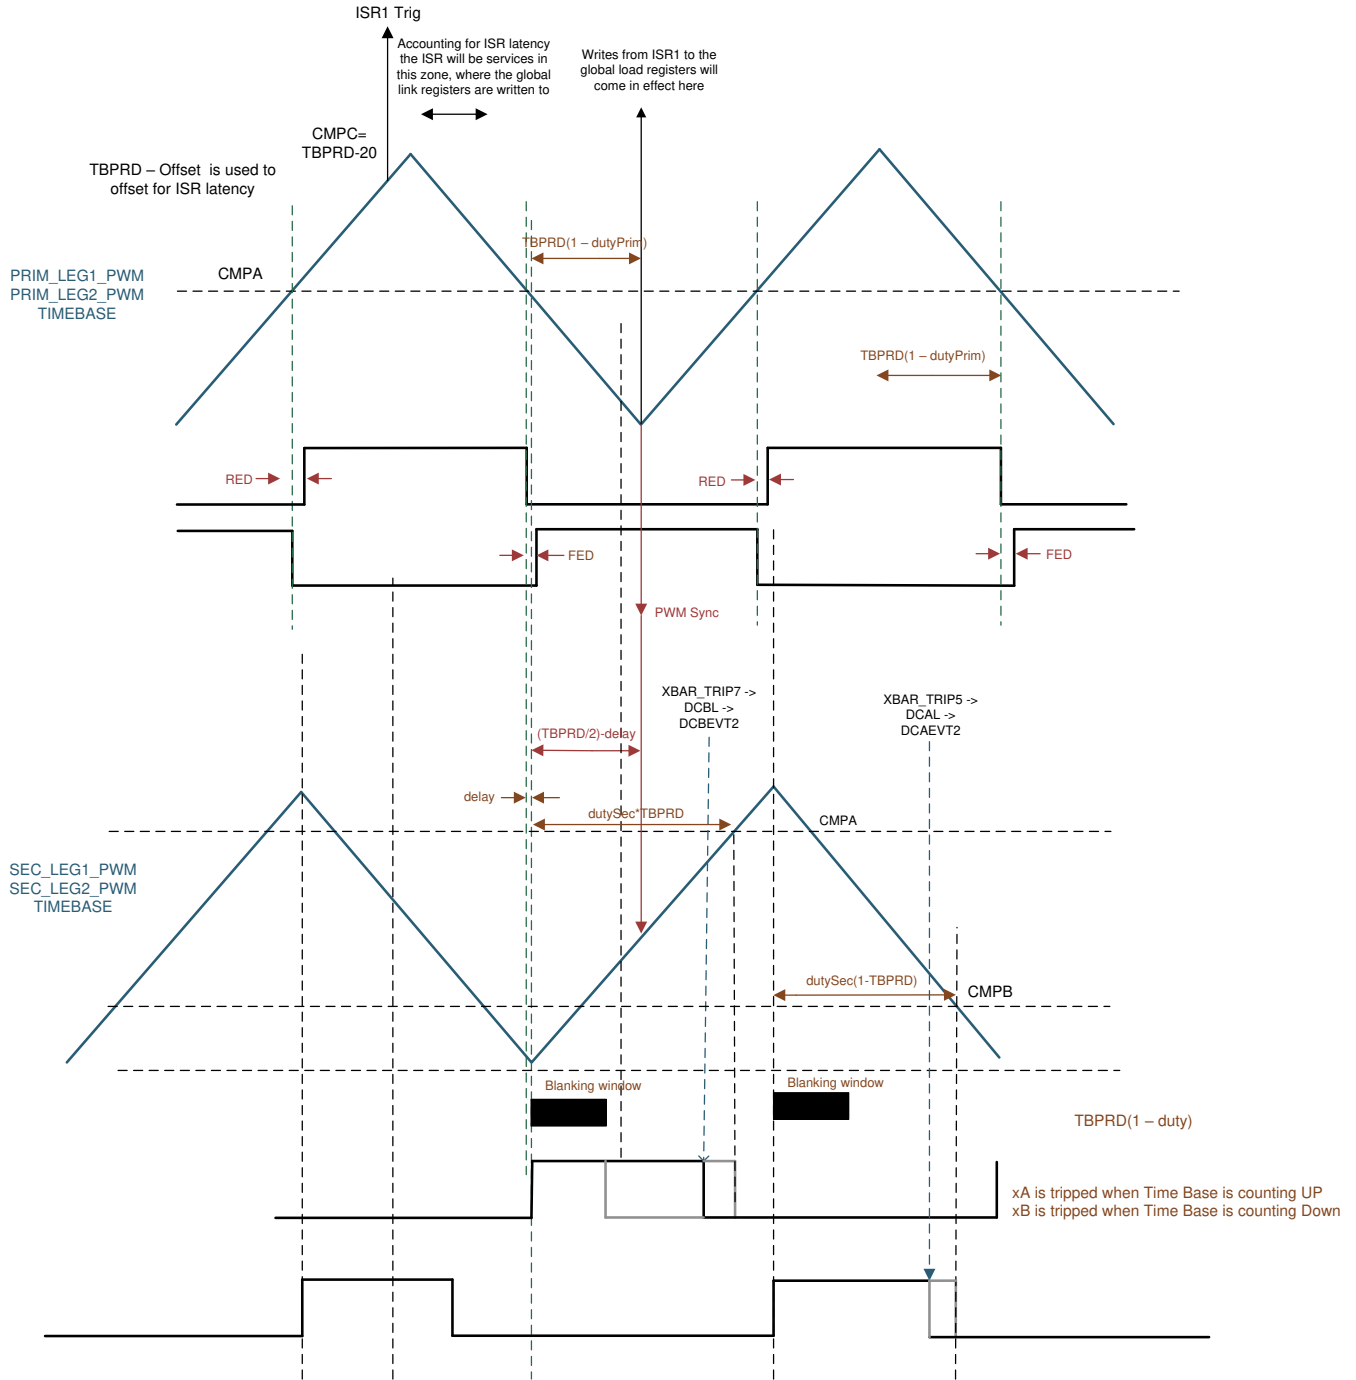 ISR1 Trig
Accounting for ISR latency
the ISR will be services in
this zone, where the global
link registers are written to
Writes from ISR1 to the
global load registers will
come in effect here
CMPC=
TBPRD-20
TBPRD – Offset is used to
offset for ISR latency
TBPRD(1 – dutyPrim)
CMPA
PRIM_LEG1_PWM
PRIM_LEG2_PWM
TIMEBASE
TBPRD(1 – dutyPrim)
RED
RED
FED
FED
PWM Sync
XBAR_TRIP7 ->
DCBL ->
DCBEVT2
XBAR_TRIP5 ->
DCAL ->
DCAEVT2
(TBPRD/2)-delay
delay
dutySec*TBPRD
CMPA
SEC_LEG1_PWM
SEC_LEG2_PWM
TIMEBASE
dutySec(1-TBPRD)
CMPB
Blanking window
Blanking window
TBPRD(1 – duty)
xA is tripped when Time Base is counting UP
xB is tripped when Time Base is counting Down